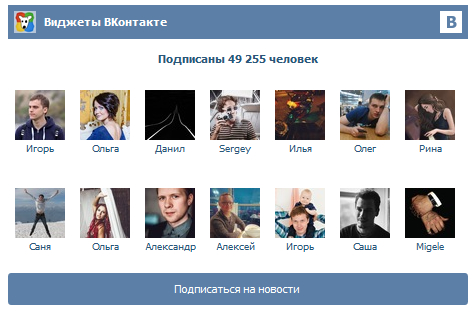 Виджеты ВКонтакте
B
Подписаны 49 255 человек
Игорь Ольга Данил Sergey Илья Олег Рина
Саня Ольга Александр Алексей Игорь Саша Migele
Подписаться на новости